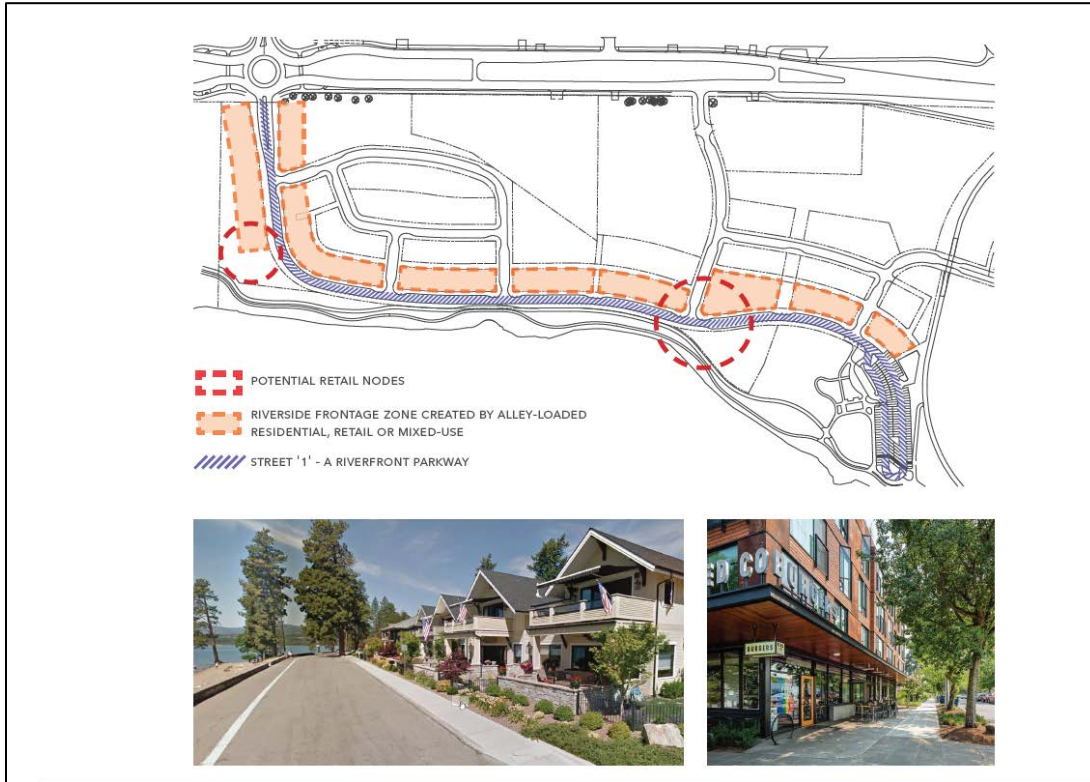 POTENTIAL RETAIL NODES
RIVERSIDE FRONTAGE ZONE CREATED BY ALLEY-LOADED
RESIDENTIAL, RETAIL OR MIXED-USE
STREET '1' - A RIVERFRONT PARKWAY
BURGERS